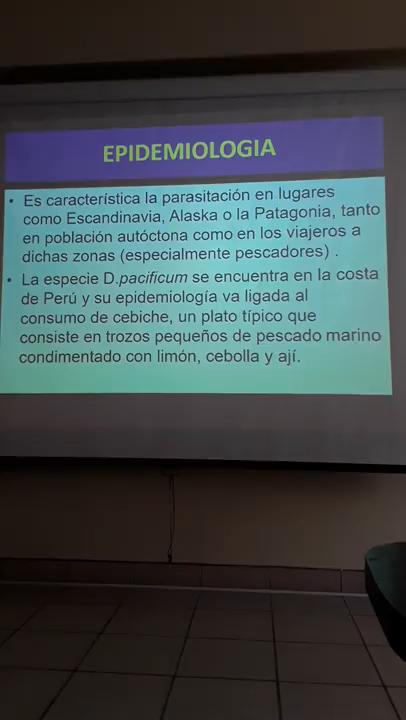 EPIDEMIOLOGIA
• Es característica la parasitación en lugares
como Escandinavia, Alaska o la Patagonia, tanto
en población autóctona como en los viajeros a
dichas zonas (especialmente pescadores) .
• La especie D.pacificum se encuentra en la costa
de Perú y su epidemiología va ligada al
consumo de cebiche, un plato típico que
consiste en trozos pequeños de pescado marino
condimentado con limón, cebolla y ají.